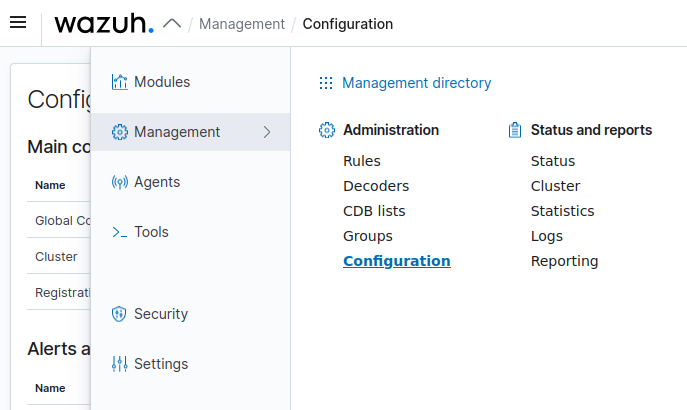 wazuh. / Management / Configuration
Config
Main co
Name
Global Co
Cluster
Registrati
Alerts a
Name
Modules
Management
Agents
Tools
Security
Settings
Management directory
Administration
Rules
Decoders
CDB lists
Groups
Configuration
Status and reports
Status
Cluster
Statistics
Logs
Reporting